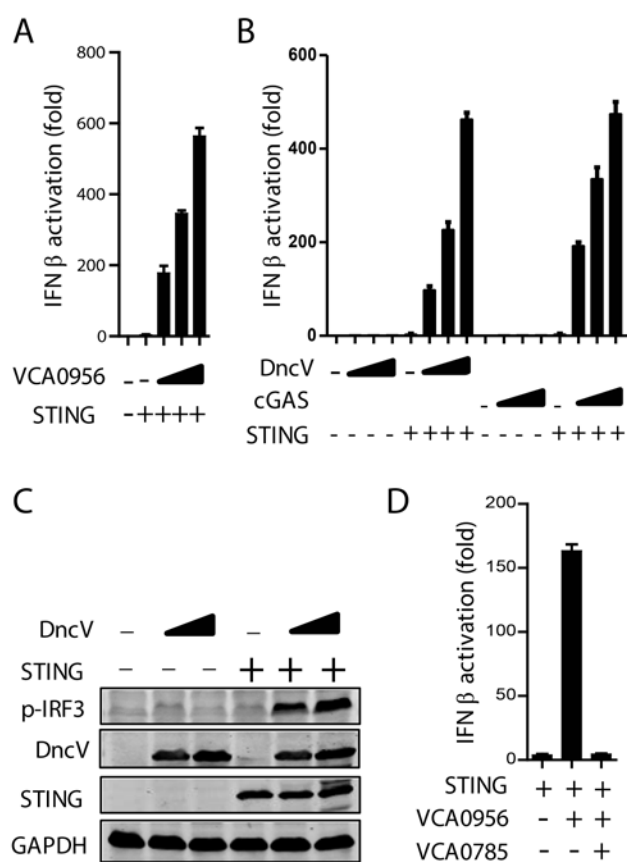 A
IFN β activation (fold)
800
600
400
200
0
VCA0956 - -
STING - + + + +
B
IFN β activation (fold)
600
400
200
0
DncV - -
cGAS - -
STING - - - - + + + + - - - - + + + +
C
DncV - -
STING - - - + + +
p-IRF3
DncV
STING
GAPDH
D
IFN β activation (fold)
200
150
100
50
0
STING + + +
VCA0956 - + +
VCA0785 - - +